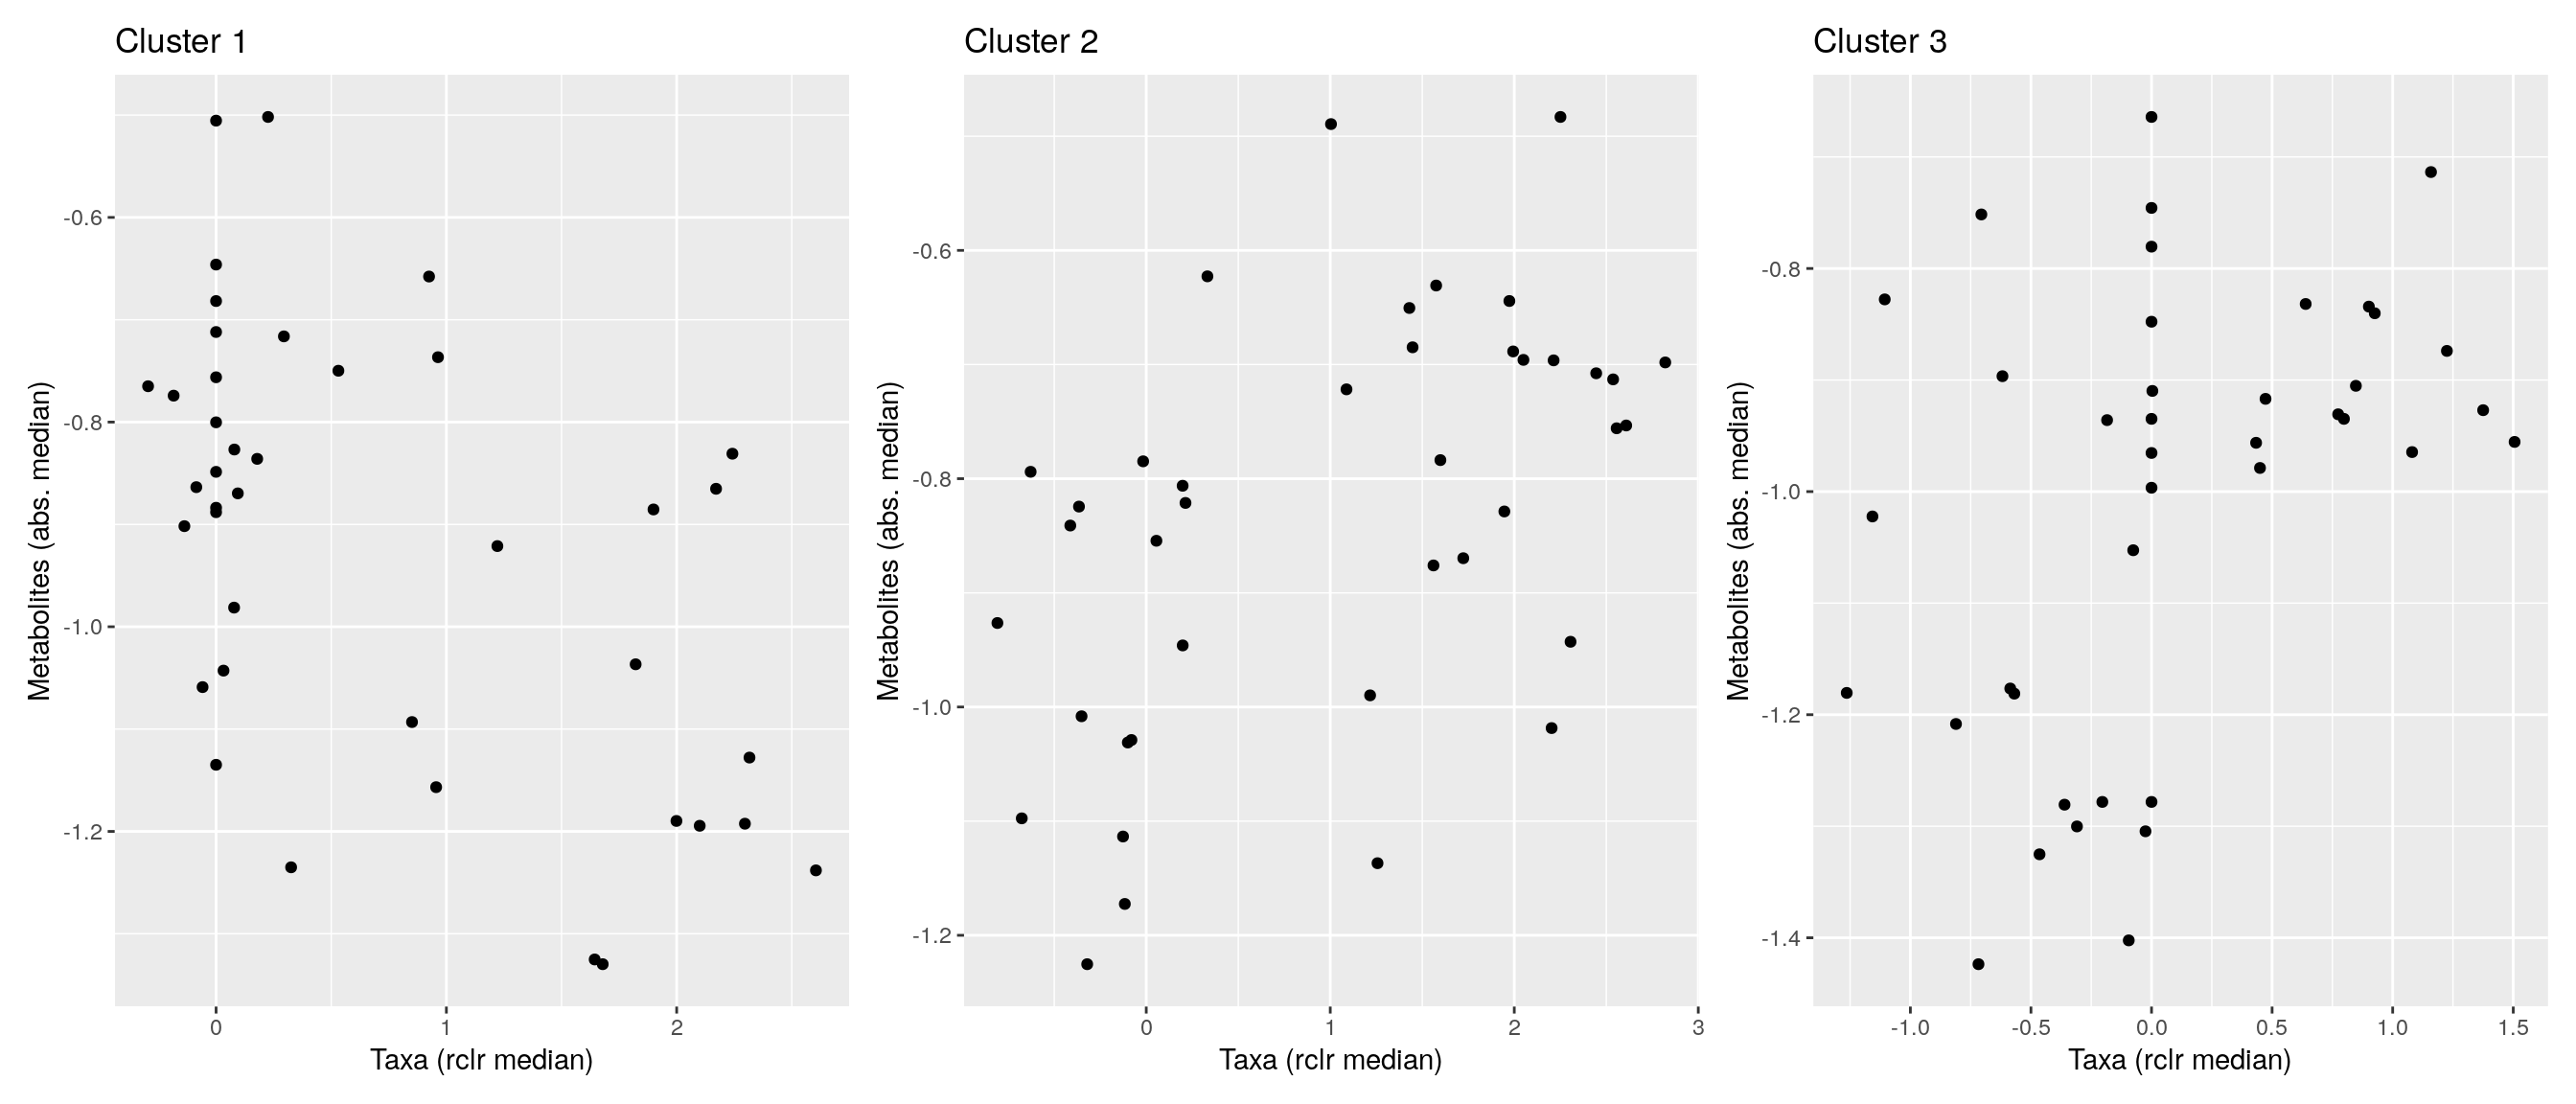 Cluster 1
Metabolites (abs. median)
-0.6
-0.8
-1.0
-1.2
0 1 2
Taxa (rclr median)
Cluster 2
Metabolites (abs. median)
-0.6
-0.8
-1.0
-1.2
0 1 2 3
Taxa (rclr median)
Cluster 3
Metabolites (abs. median)
-0.8
-1.0
-1.2
-1.4
-1.0 -0.5 0.0 0.5 1.0 1.5
Taxa (rclr median)